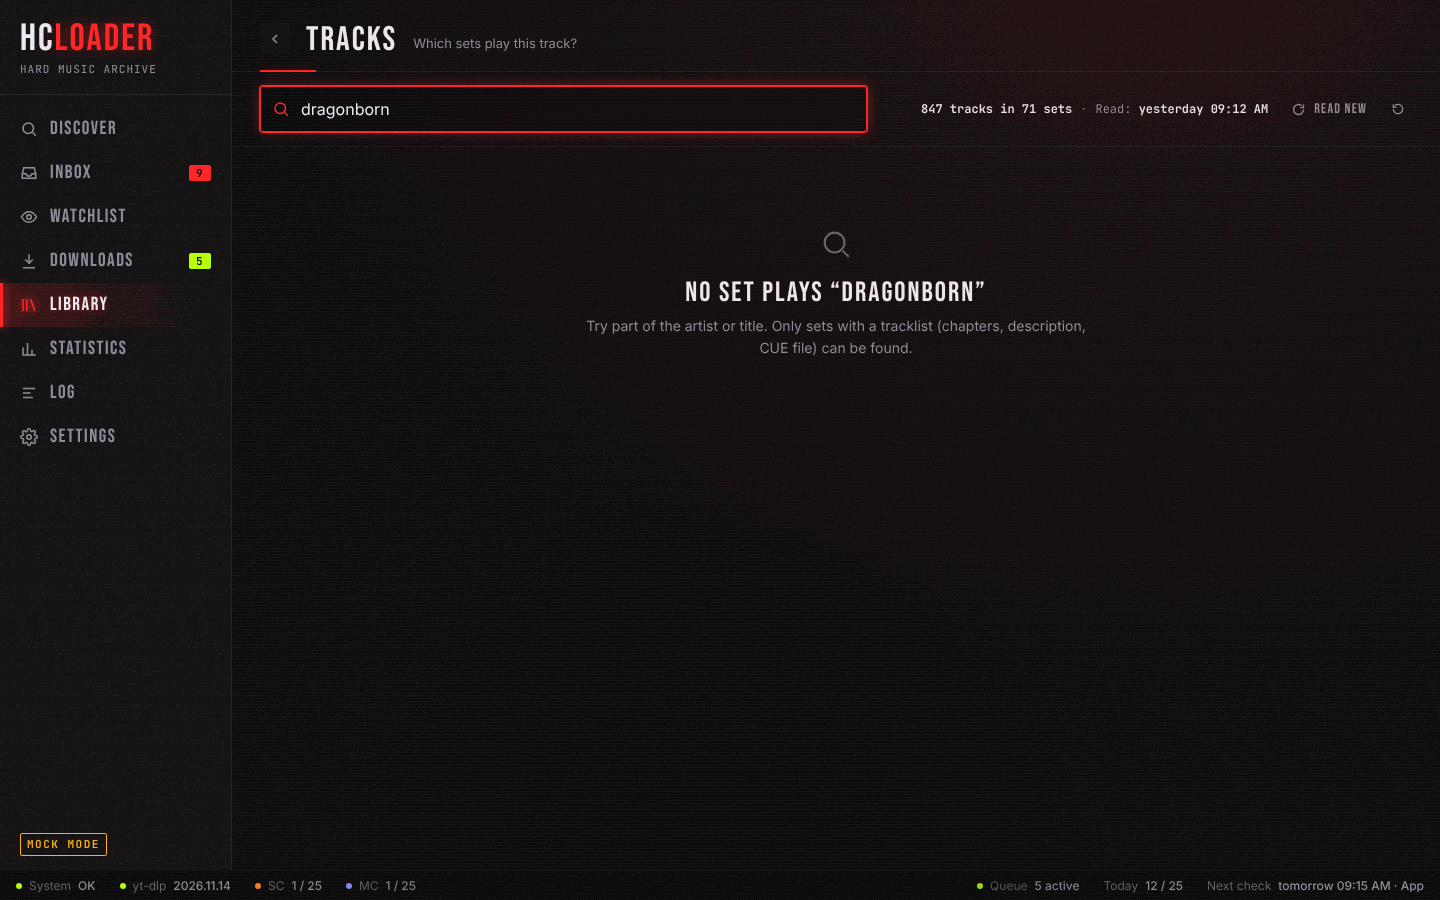 HCLOADER
HARD MUSIC ARCHIVE
DISCOVER
INBOX 9
WATCHLIST
DOWNLOADS 5
LIBRARY
STATISTICS
LOG
SETTINGS
MOCK MODE
TRACKS Which sets play this track?
dragonborn
847 tracks in 71 sets · Read: yesterday 09:12 AM READ NEW
NO SET PLAYS “DRAGONBORN”
Try part of the artist or title. Only sets with a tracklist (chapters, description,
CUE file) can be found.
System OK yt-dlp 2026.11.14 SC 1 / 25 MC 1 / 25 Queue 5 active Today 12 / 25 Next check tomorrow 09:15 AM · App